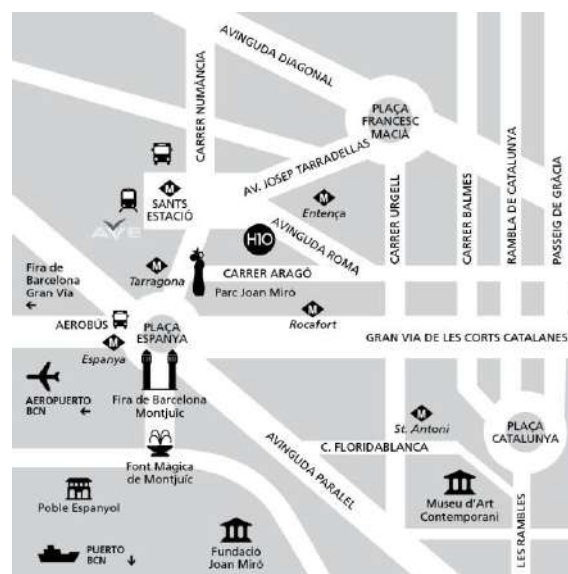 AVINGUDA DIAGONAL
CARRER NUMÀNCIA
PLAÇA
FRANCESC
MACIÀ
AV. JOSEP TARRADELLAS
M
SANTS
ESTACIÓ
AVE
M
Entença
CARRER URGELL
CARRER BALMES
RAMBLA DE CATALUNYA
PASSEIG DE GRÀCIA
H10
AVINGUDA ROMA
Fira de
Barcelona
Gran Via
←
M
Tarragona
CARRER ARAGÓ
Parc Joan Miró
AEROBÚS
PLAÇA
ESPANYA
M
Rocafort
M
Espanya
GRAN VIA DE LES CORTS CATALANES
AEROPUERTO
BCN ←
Fira de Barcelona
Montjuïc
M
St. Antoni
PLAÇA
CATALUNYA
AVINGUDA PARALEL
C. FLORIDABLANCA
Font Màgica
de Montjuïc
Poble Espanyol
Museu d'Art
Contemporani
LES RAMBLES
PUERTO
BCN ↓
Fundació
Joan Miró